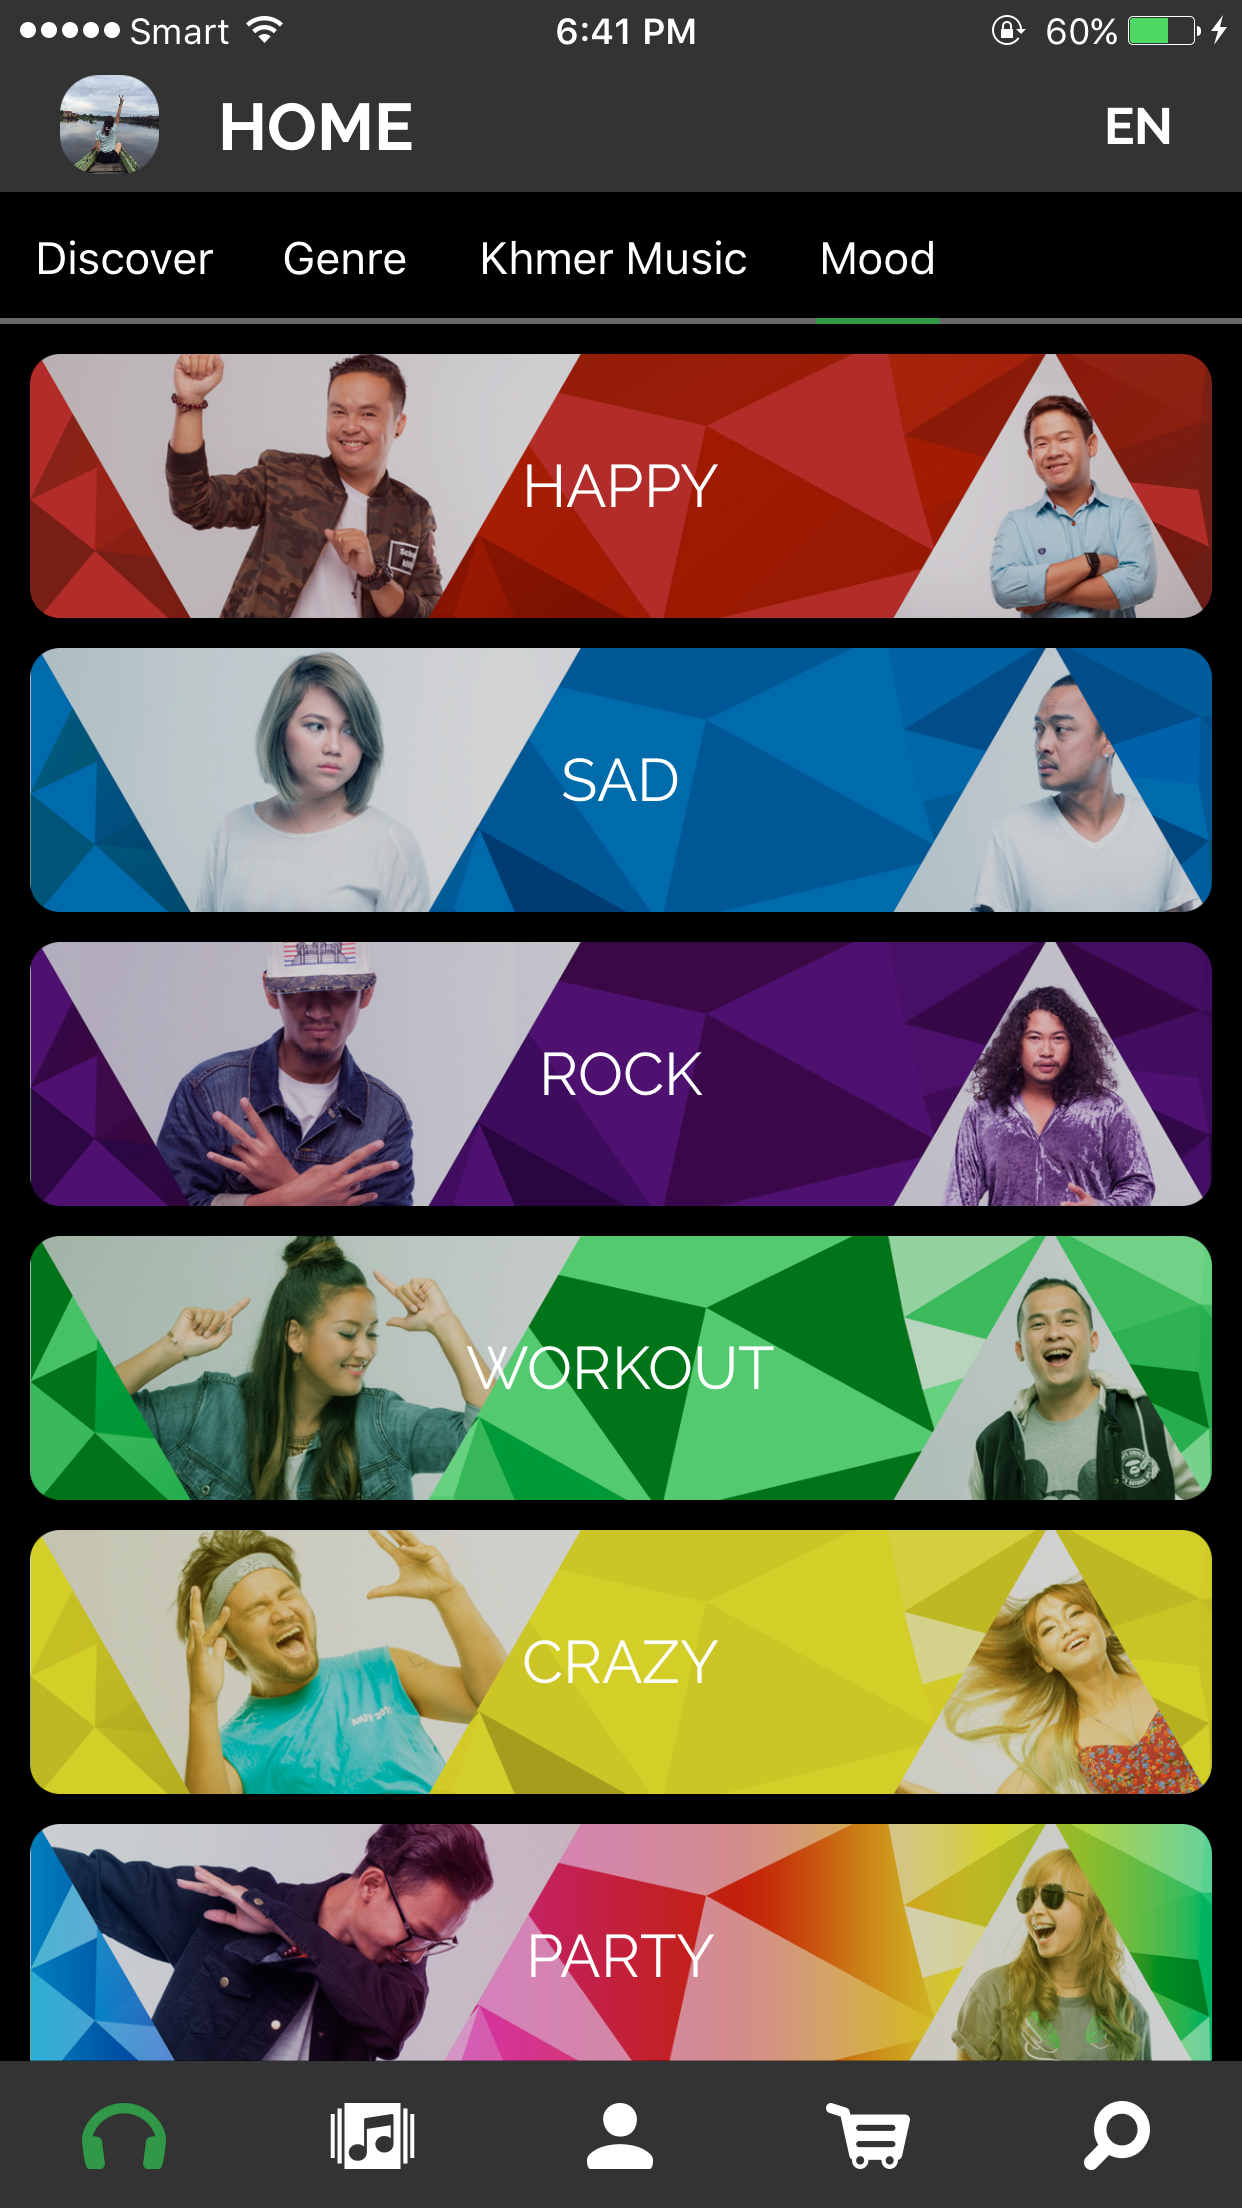 Smart 6:41 PM 60%
HOME EN
Discover Genre Khmer Music Mood
HAPPY
SAD
ROCK
WORKOUT
CRAZY
PARTY